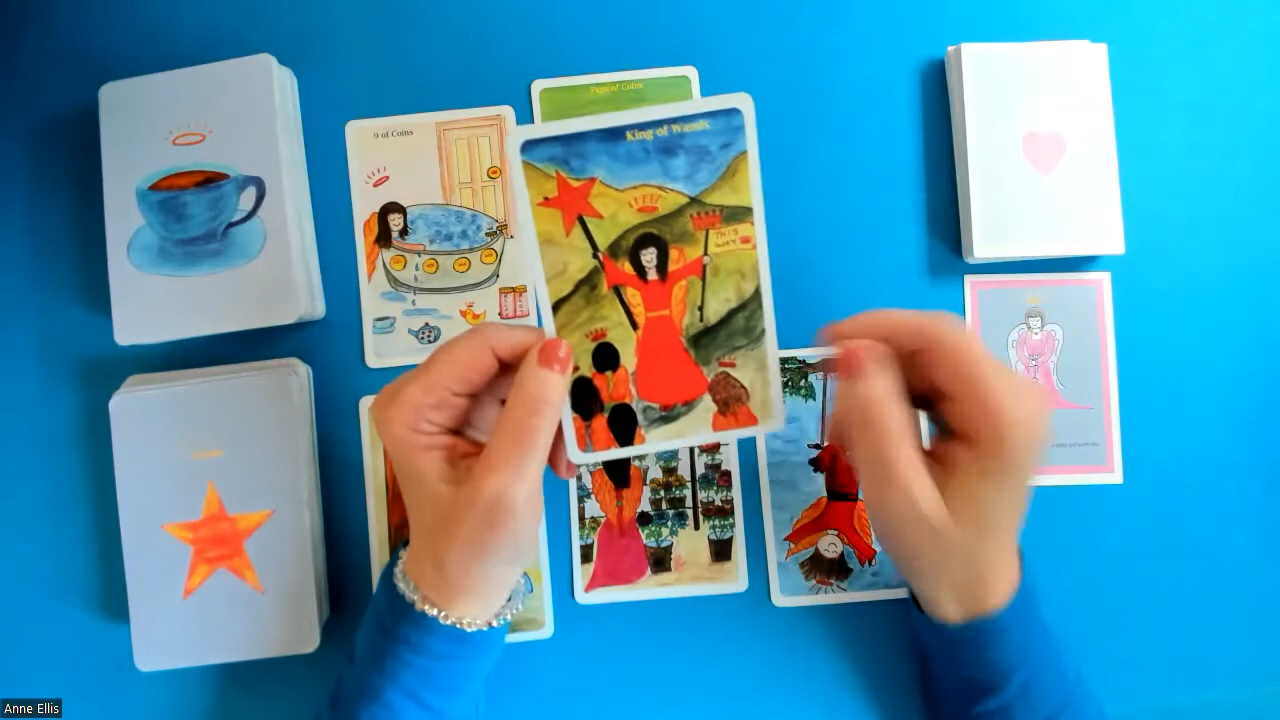 Page of Coins
9 of Coins
King of Wands
THIS
WAY
Anne Ellis